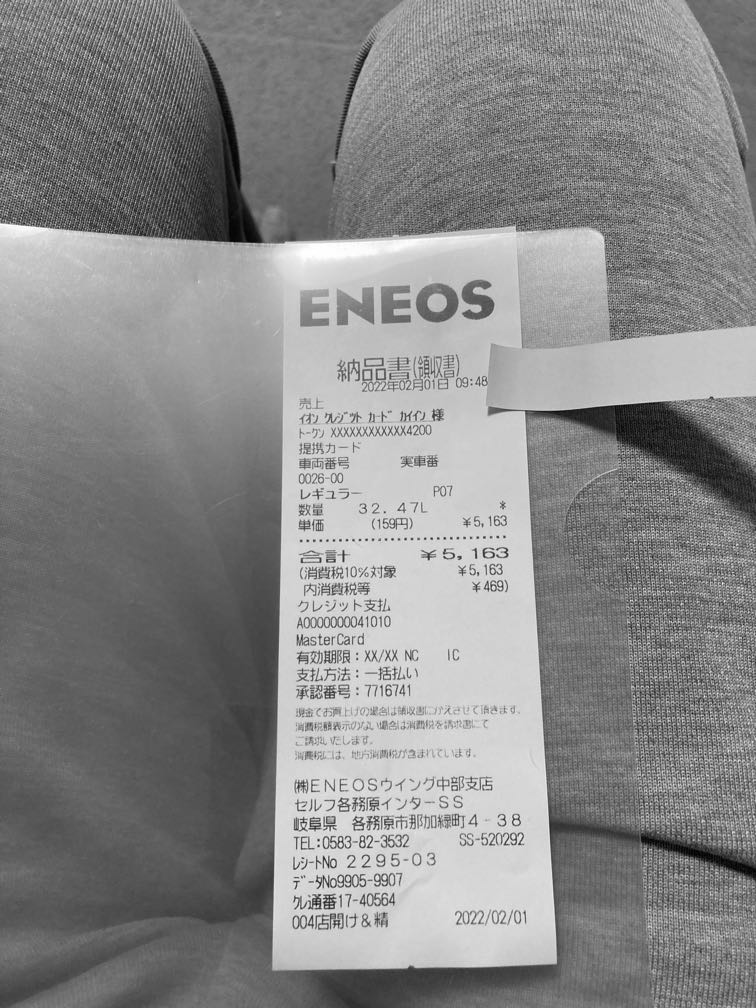 ENEOS
納品書(領収書)
2022年02月01日 09:48
売上
イオン クレジット カード カイイン 様
トークン XXXXXXXXXXXX4200
提携カード
車両番号 実車番
0026-00
レギュラー P07
数量 32.47L *
単価 (159円) ¥5,163
合計 ¥5,163
(消費税10%対象 ¥5,163
内消費税等 ¥469)
クレジット支払
A0000000041010
MasterCard
有効期限:XX/XX NC IC
支払方法:一括払い
承認番号:7716741
現金でお買上げの場合は領収書にかえさせて頂きます。
消費税額表示のない場合は消費税を請求書にて
ご請求いたします。
消費税には、地方消費税が含まれています。
㈱ENEOSウイング中部支店
セルフ各務原インターSS
岐阜県 各務原市那加緑町4-38
TEL:0583-82-3532 SS-520292
レシートNo 2295-03
データNo9905-9907
クレ通番17-40564
004店開け&精 2022/02/01